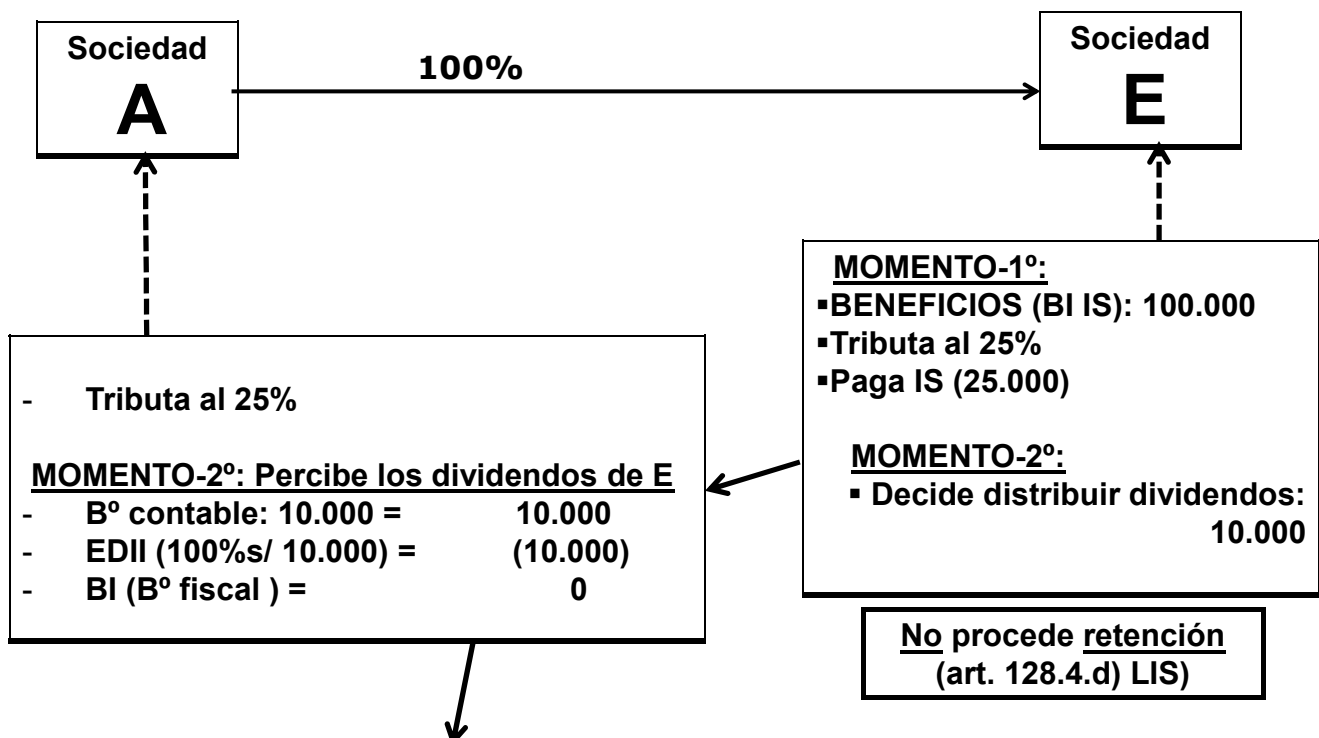 Sociedad
A
100%
Sociedad
E
MOMENTO-1º:
▪BENEFICIOS (BI IS): 100.000
▪Tributa al 25%
▪Paga IS (25.000)
MOMENTO-2º:
▪ Decide distribuir dividendos:
10.000
- Tributa al 25%
MOMENTO-2º: Percibe los dividendos de E
- Bº contable: 10.000 = 10.000
- EDII (100%s/ 10.000) = (10.000)
- BI (Bº fiscal ) = 0
No procede retención
(art. 128.4.d) LIS)